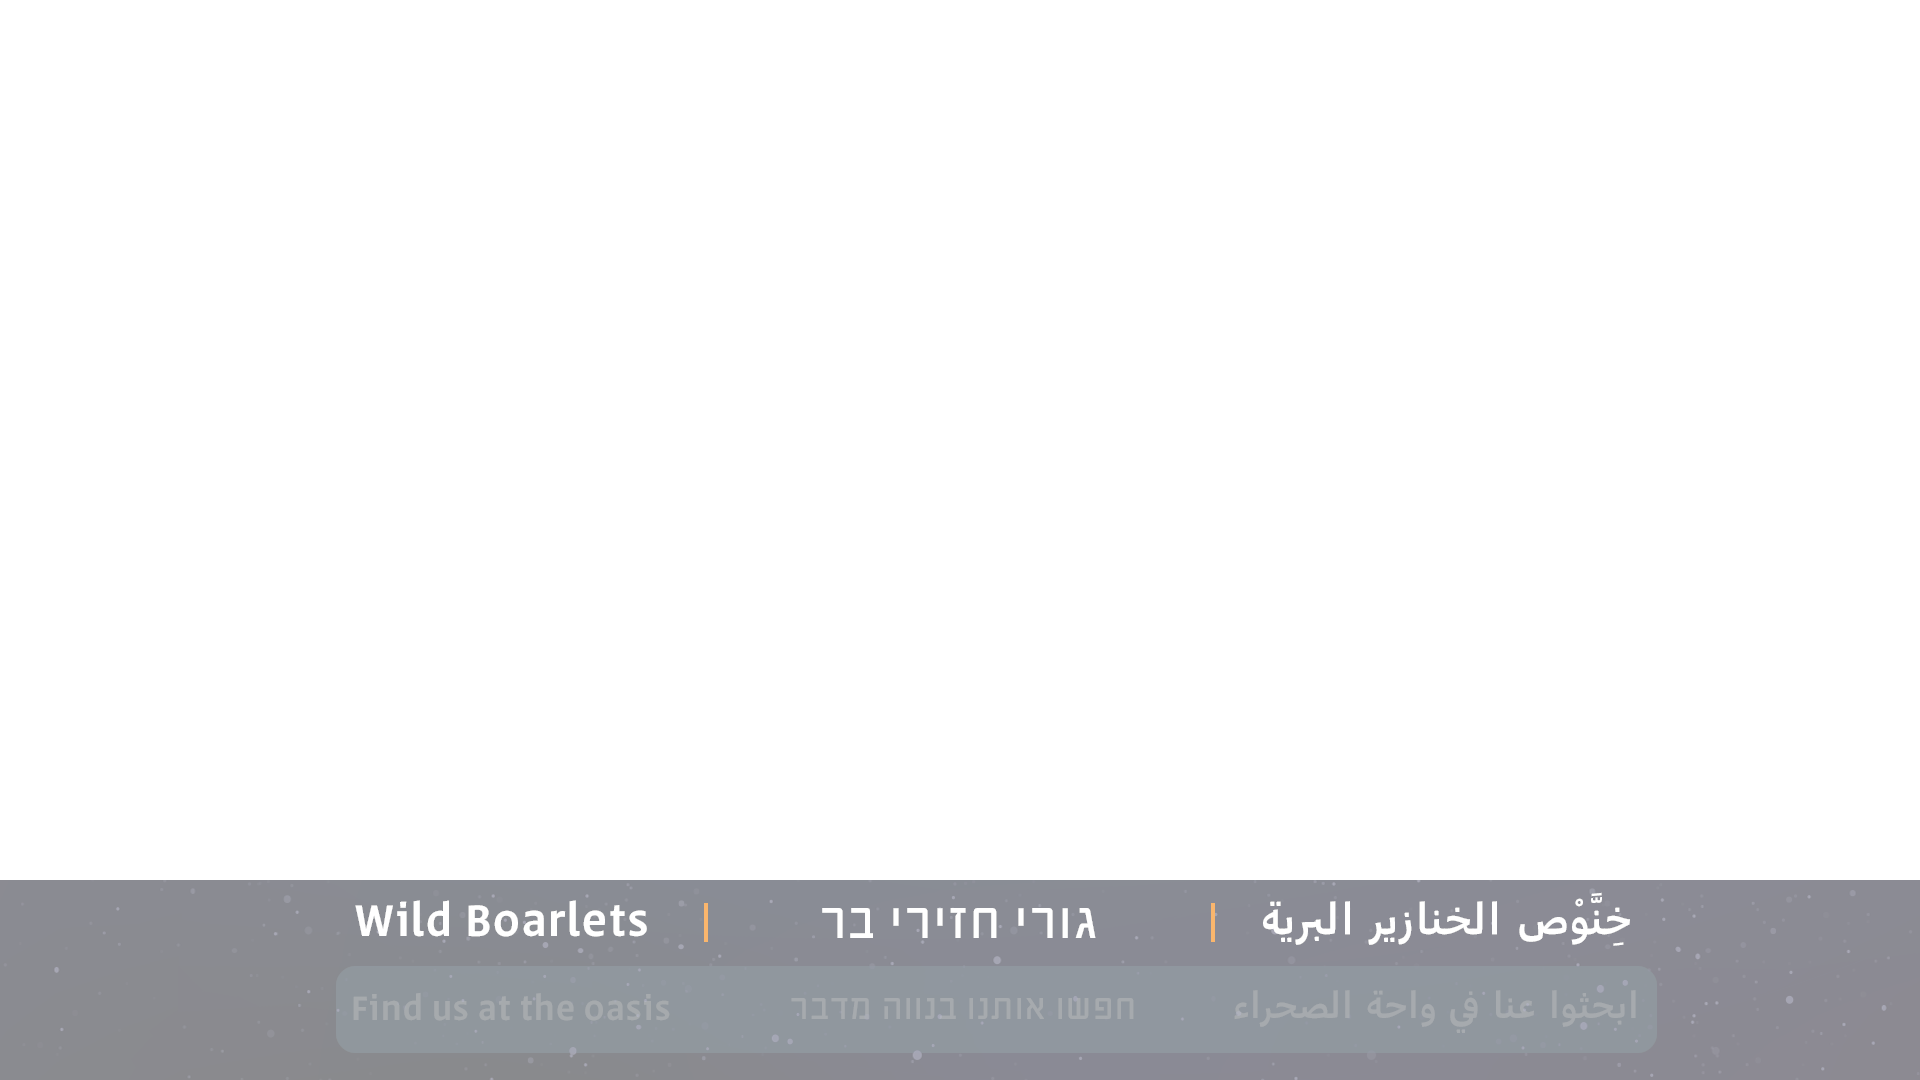 Wild Boarlets | גורי חזירי בר | خِنَّوْص الخنازير البرية
Find us at the oasis חפשו אותנו בנווה מדבר ابحثوا عنا في واحة الصحراء